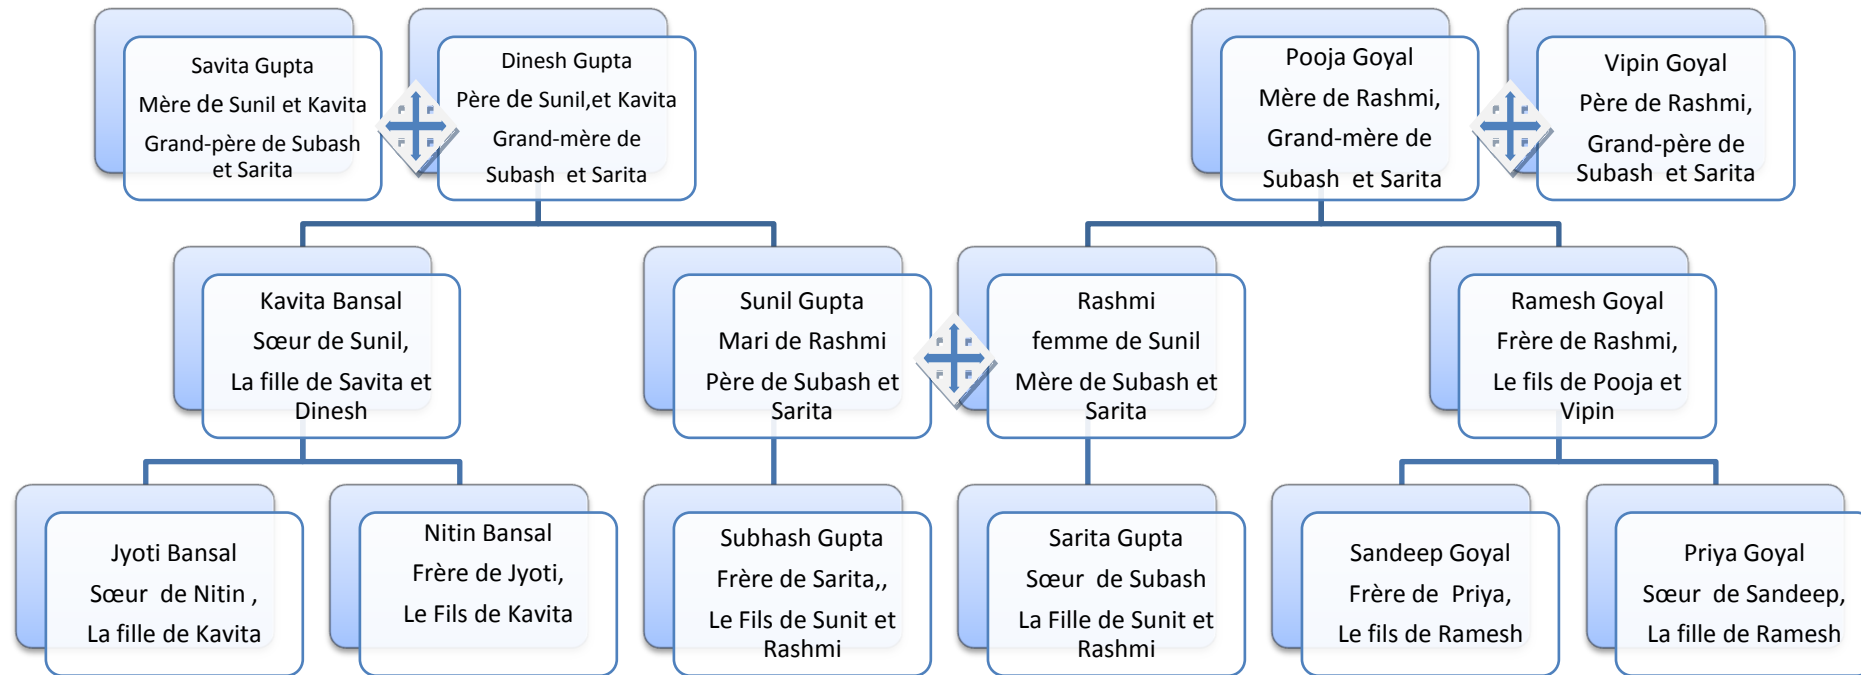 Savita Gupta
Mère de Sunil et Kavita
Grand-père de Subash
et Sarita
Dinesh Gupta
Père de Sunil,et Kavita
Grand-mère de
Subash et Sarita
Pooja Goyal
Mère de Rashmi,
Grand-mère de
Subash et Sarita
Vipin Goyal
Père de Rashmi,
Grand-père de
Subash et Sarita
Kavita Bansal
Sœur de Sunil,
La fille de Savita et
Dinesh
Sunil Gupta
Mari de Rashmi
Père de Subash et
Sarita
Rashmi
femme de Sunil
Mère de Subash et
Sarita
Ramesh Goyal
Frère de Rashmi,
Le fils de Pooja et
Vipin
Jyoti Bansal
Sœur de Nitin ,
La fille de Kavita
Nitin Bansal
Frère de Jyoti,
Le Fils de Kavita
Subhash Gupta
Frère de Sarita,,
Le Fils de Sunit et
Rashmi
Sarita Gupta
Sœur de Subash
La Fille de Sunit et
Rashmi
Sandeep Goyal
Frère de Priya,
Le fils de Ramesh
Priya Goyal
Sœur de Sandeep,
La fille de Ramesh